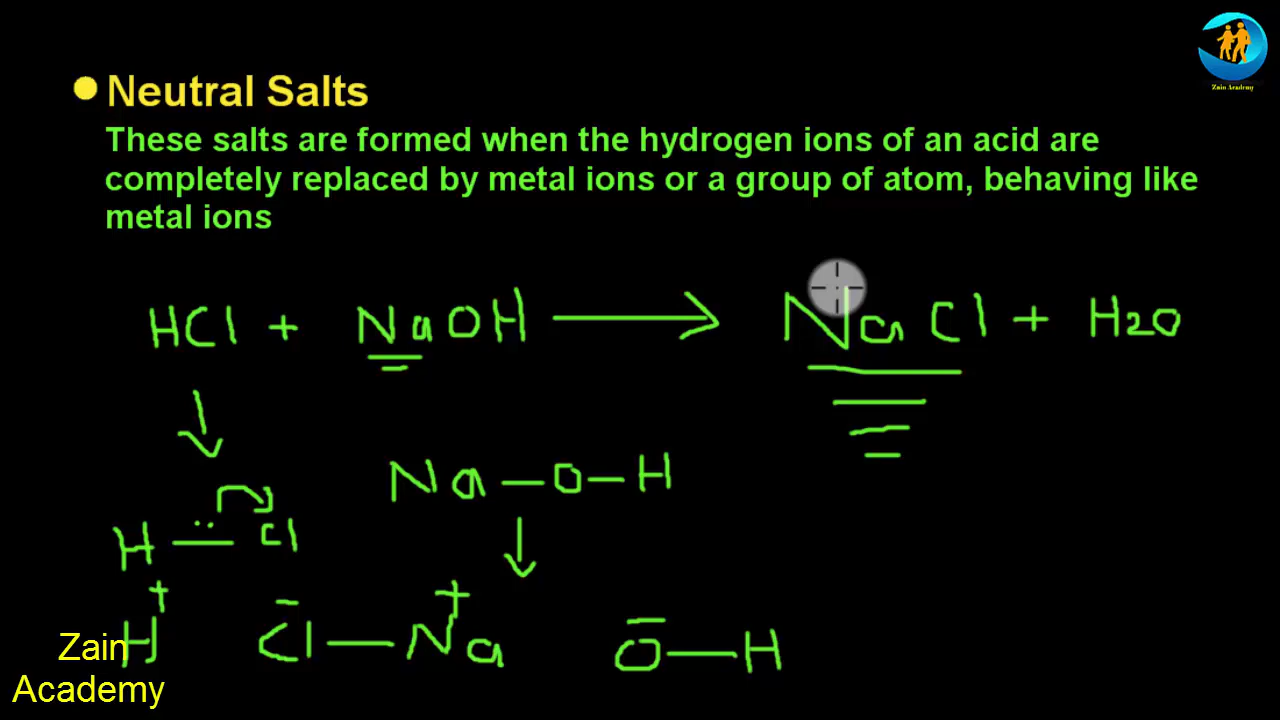 Zain Academy
Neutral Salts
These salts are formed when the hydrogen ions of an acid are
completely replaced by metal ions or a group of atom, behaving like
metal ions
HCl + NaOH → NaCl + H2O
Na—O—H
H—Cl
H+ Cl-—Na+ O-—H
Zain
Academy